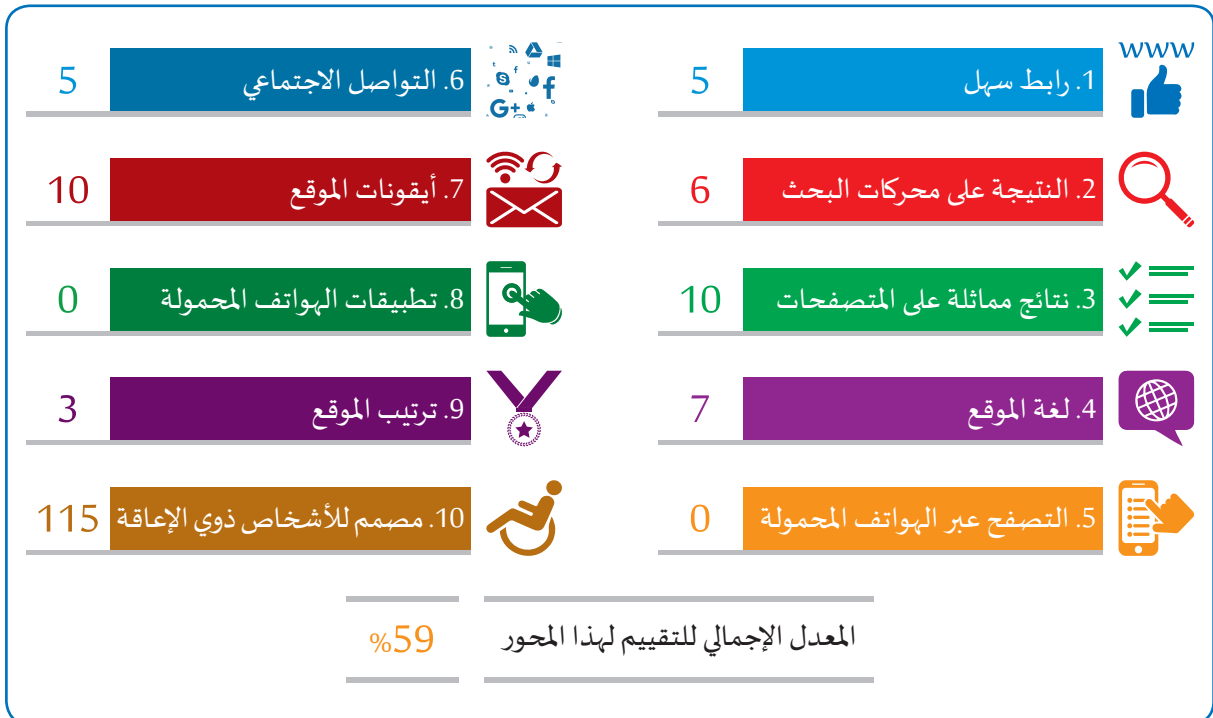 www
1. رابط سهل 5
2. النتيجة على محركات البحث 6
3. نتائج مماثلة على المتصفحات 10
4. لغة الموقع 7
5. التصفح عبر الهواتف المحمولة 0
6. التواصل الاجتماعي 5
7. أيقونات الموقع 10
8. تطبيقات الهواتف المحمولة 0
9. ترتيب الموقع 3
10. مصمم للأشخاص ذوي الإعاقة 115
المعدل الإجمالي للتقييم لهذا المحور %59